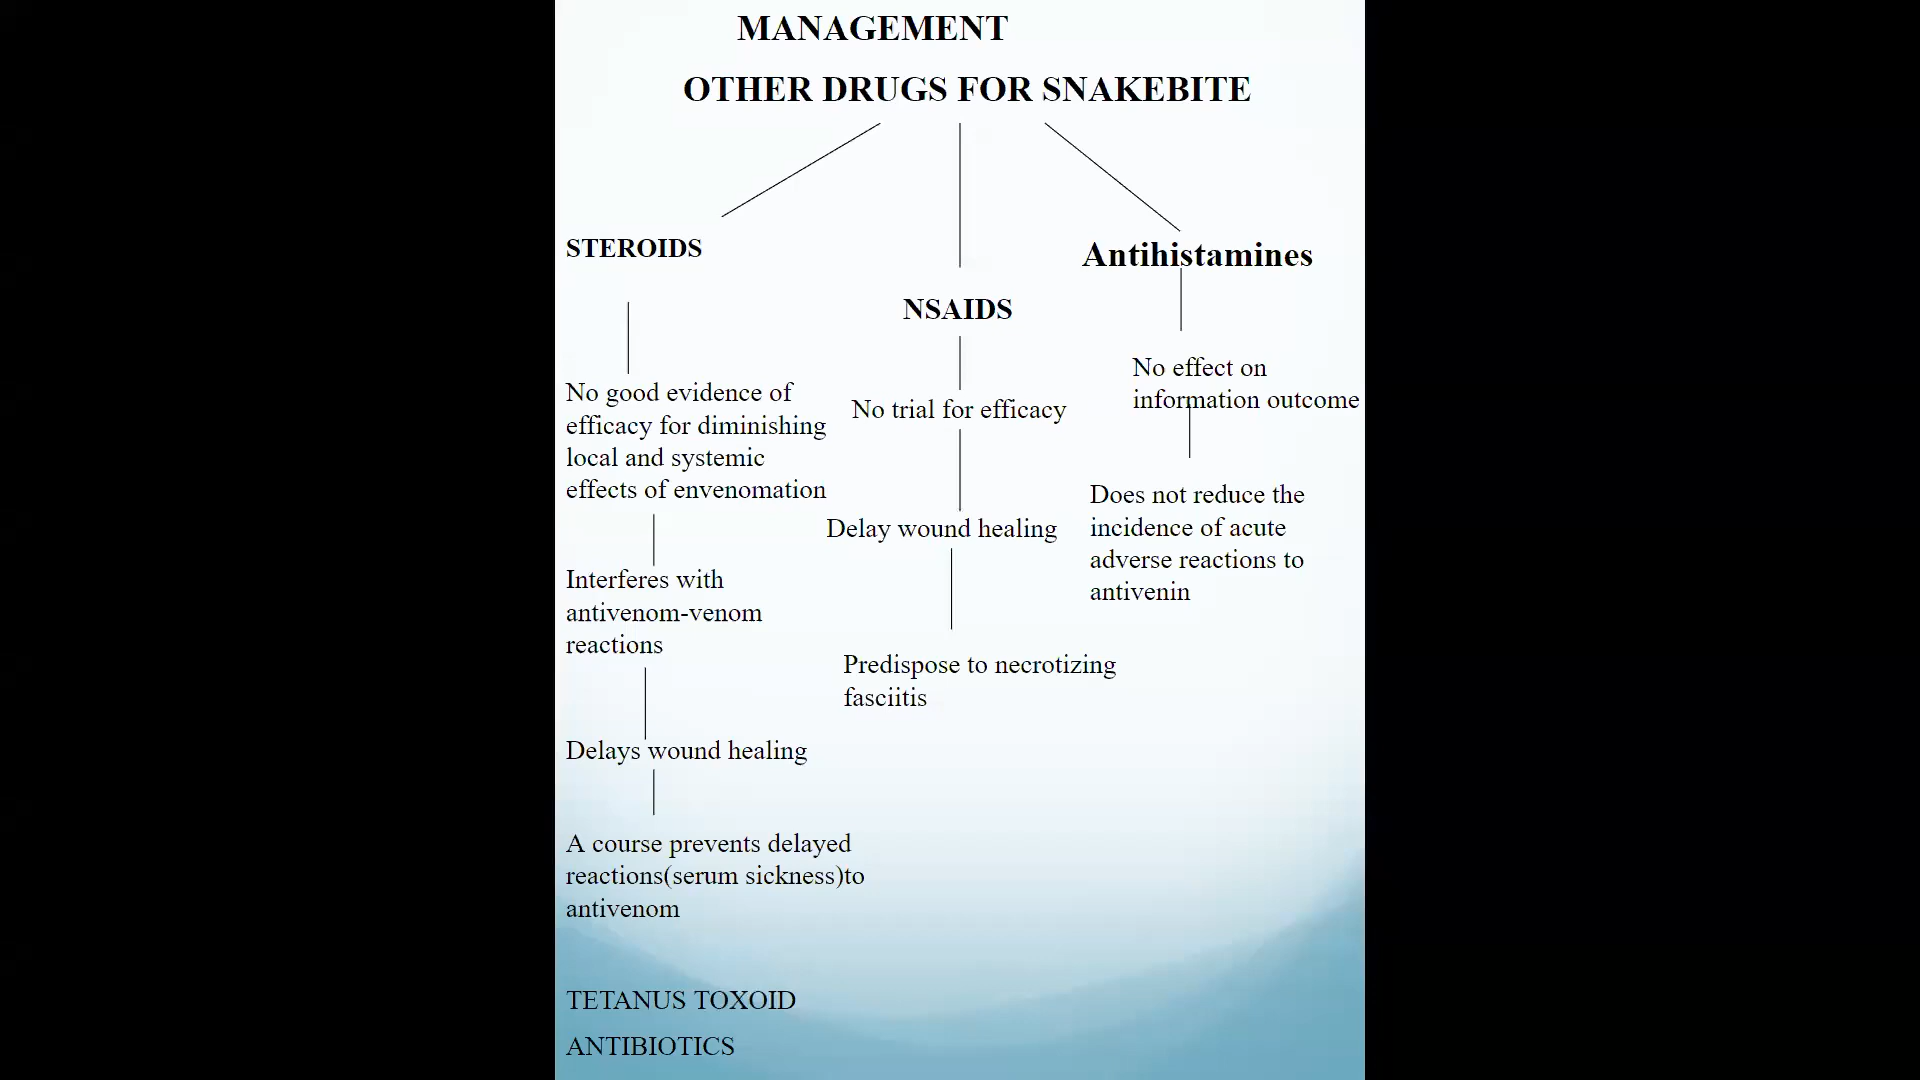 MANAGEMENT
OTHER DRUGS FOR SNAKEBITE
STEROIDS
No good evidence of
efficacy for diminishing
local and systemic
effects of envenomation
Interferes with
antivenom-venom
reactions
Delays wound healing
A course prevents delayed
reactions(serum sickness)to
antivenom
NSAIDS
No trial for efficacy
Delay wound healing
Predispose to necrotizing
fasciitis
Antihistamines
No effect on
information outcome
Does not reduce the
incidence of acute
adverse reactions to
antivenin
TETANUS TOXOID
ANTIBIOTICS